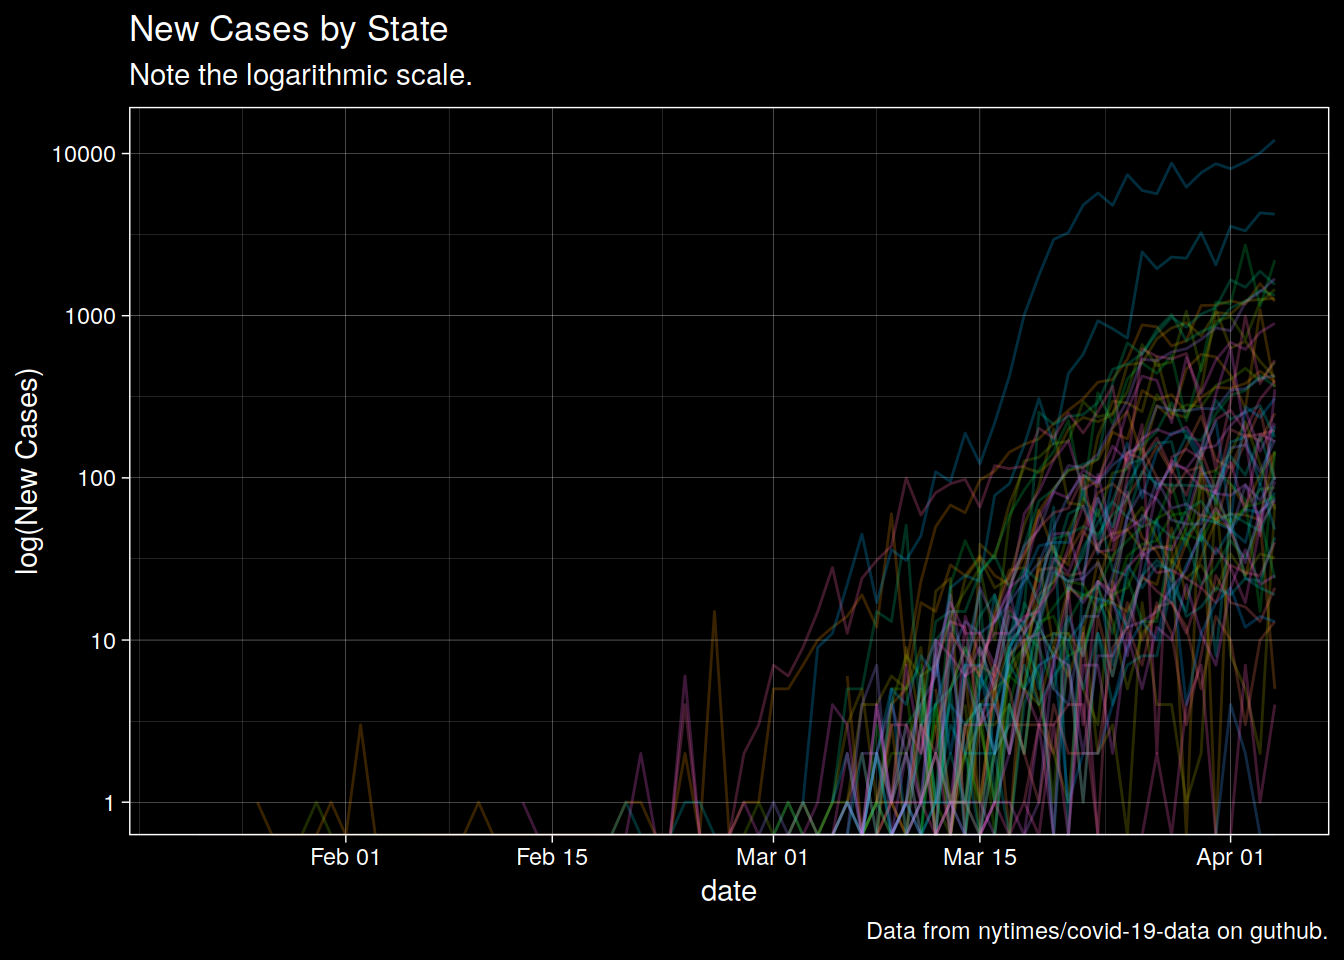 New Cases by State
Note the logarithmic scale.
10000
1000
100
10
1
log(New Cases)
Feb 01 Feb 15 Mar 01 Mar 15 Apr 01
date
Data from nytimes/covid-19-data on guthub.